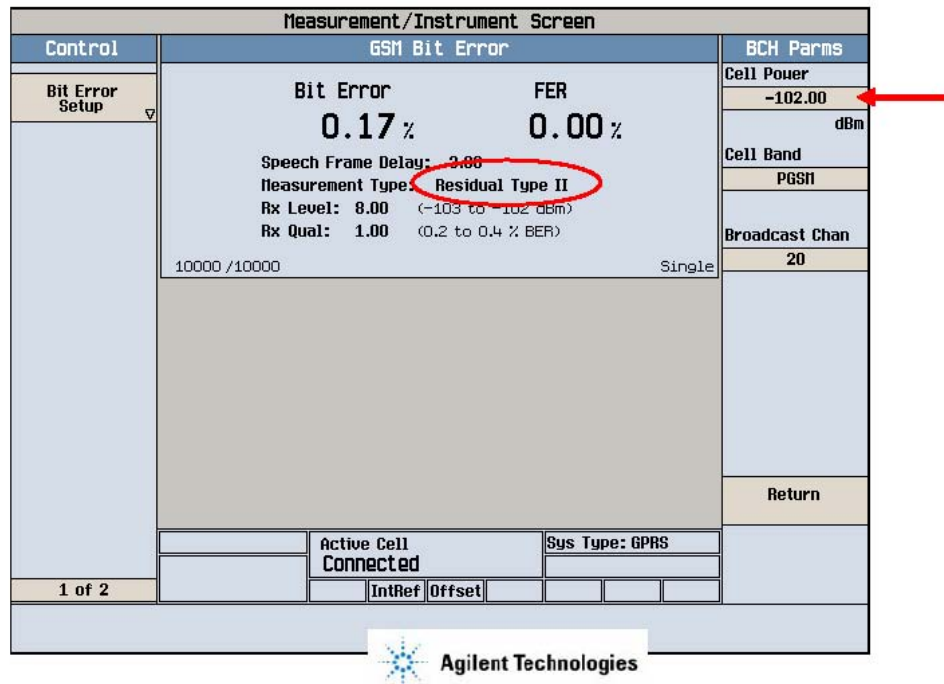 Measurement/Instrument Screen
Control
GSM Bit Error
BCH Parms
Bit Error
Setup
Bit Error
FER
0.17 %
0.00 %
Speech Frame Delay: 3.00
Measurement Type: Residual Type II
Rx Level: 8.00 (-103 to -102 dBm)
Rx Qual: 1.00 (0.2 to 0.4 % BER)
10000/10000
Single
Cell Power
-102.00
dBm
Cell Band
PGSM
Broadcast Chan
20
Return
Active Cell
Connected
Sys Type: GPRS
IntRef
Offset
1 of 2
Agilent Technologies